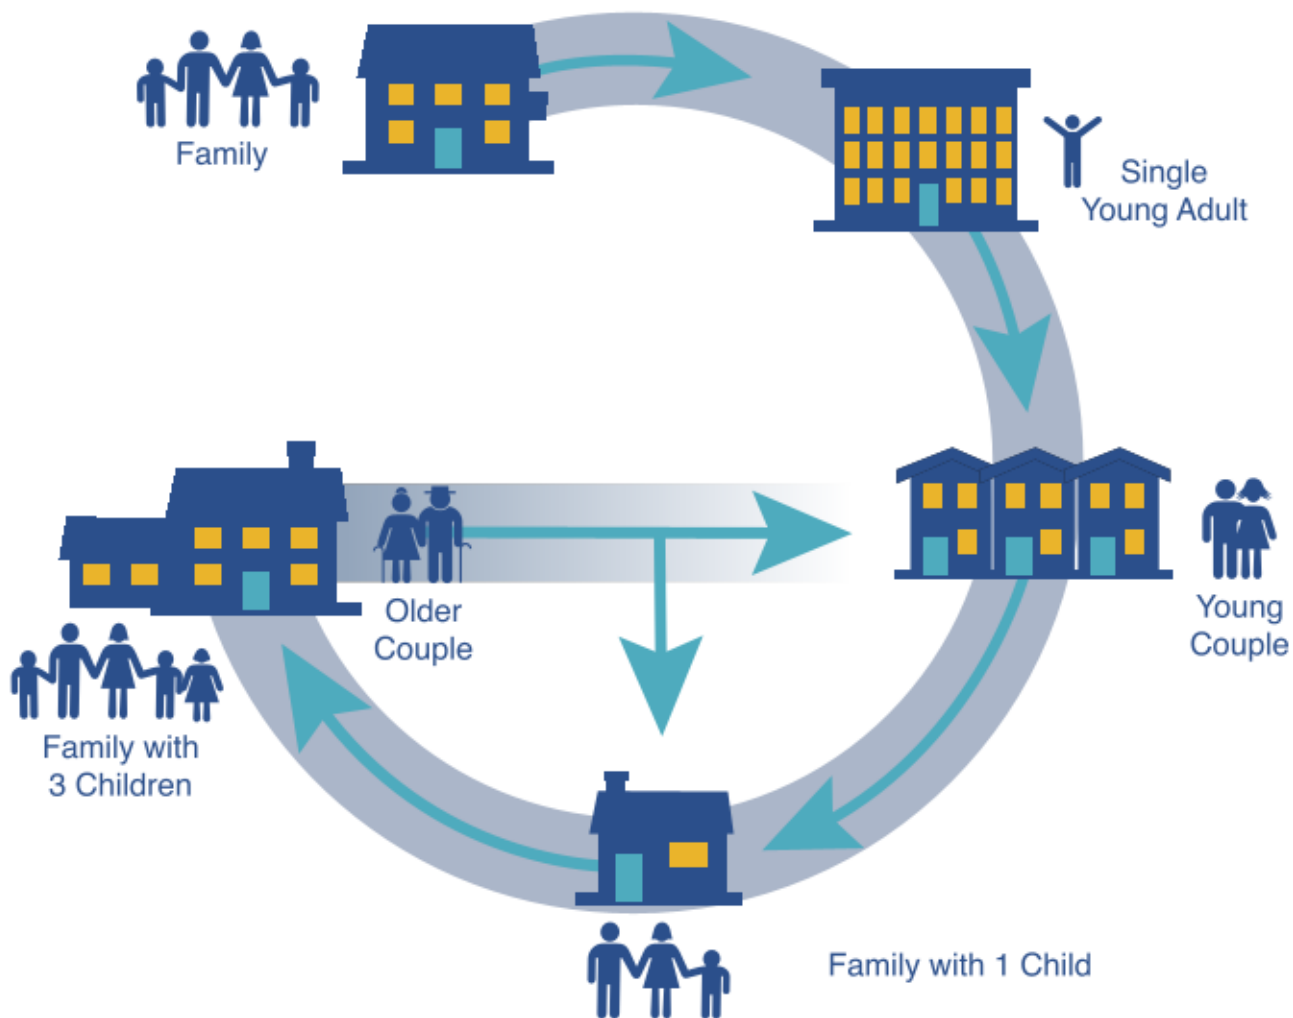 Family
Single
Young Adult
Older
Couple
Young
Couple
Family with
3 Children
Family with 1 Child